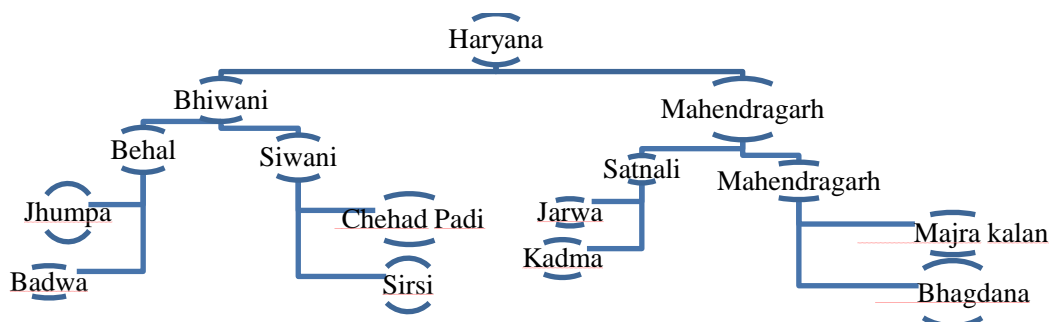 Haryana
Bhiwani
Mahendragarh
Behal
Siwani
Satnali
Mahendragarh
Jhumpa
Chehad Padi
Jarwa
Majra kalan
Badwa
Sirsi
Kadma
Bhagdana